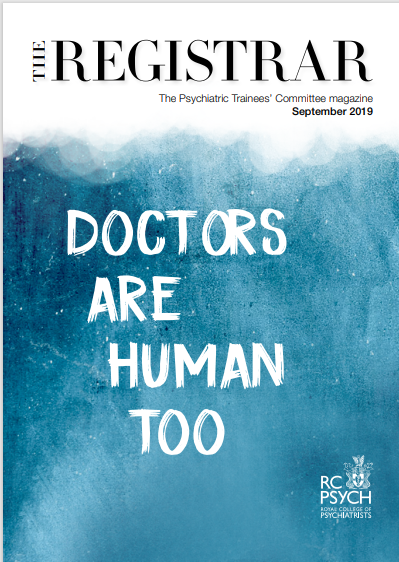 THE REGISTRAR
The Psychiatric Trainees' Committee magazine
September 2019
DOCTORS
ARE
HUMAN
TOO
RC
PSYCH
ROYAL COLLEGE OF
PSYCHIATRISTS